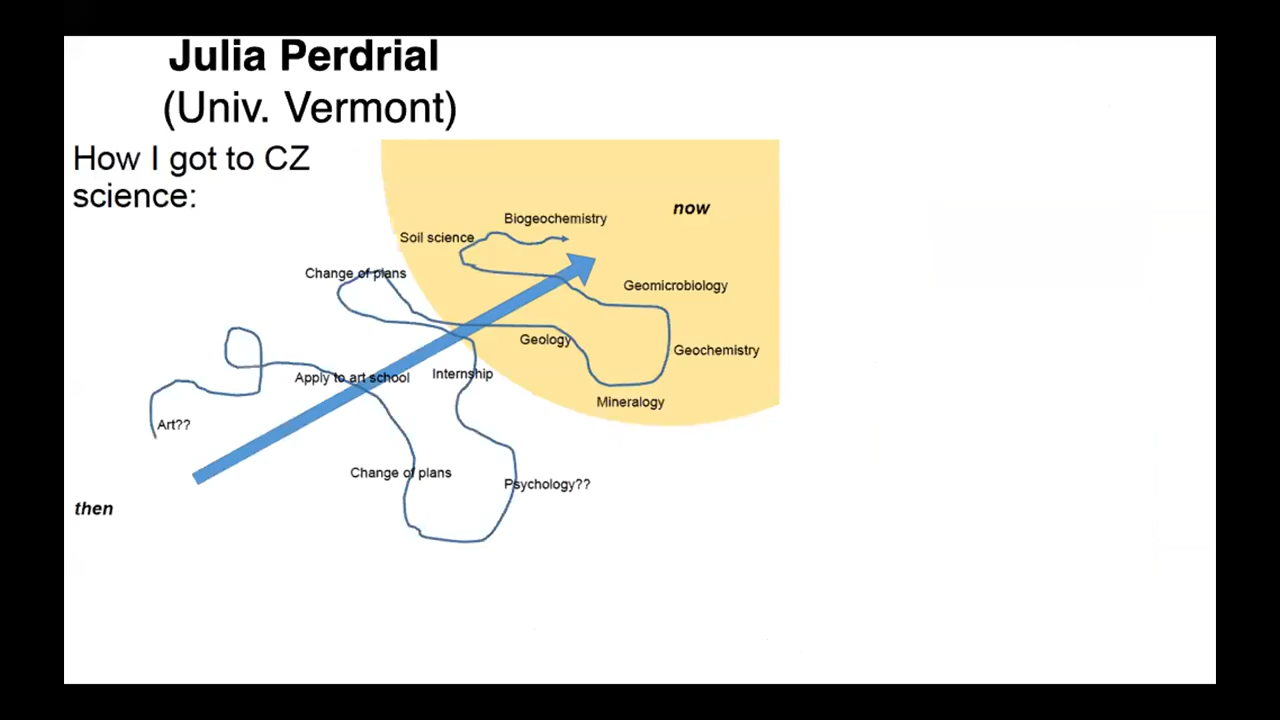 Julia Perdrial
(Univ. Vermont)
How I got to CZ
science:
now
Biogeochemistry
Soil science
Change of plans
Geomicrobiology
Geology
Geochemistry
Apply to art school
Internship
Mineralogy
Art??
Change of plans
Psychology??
then